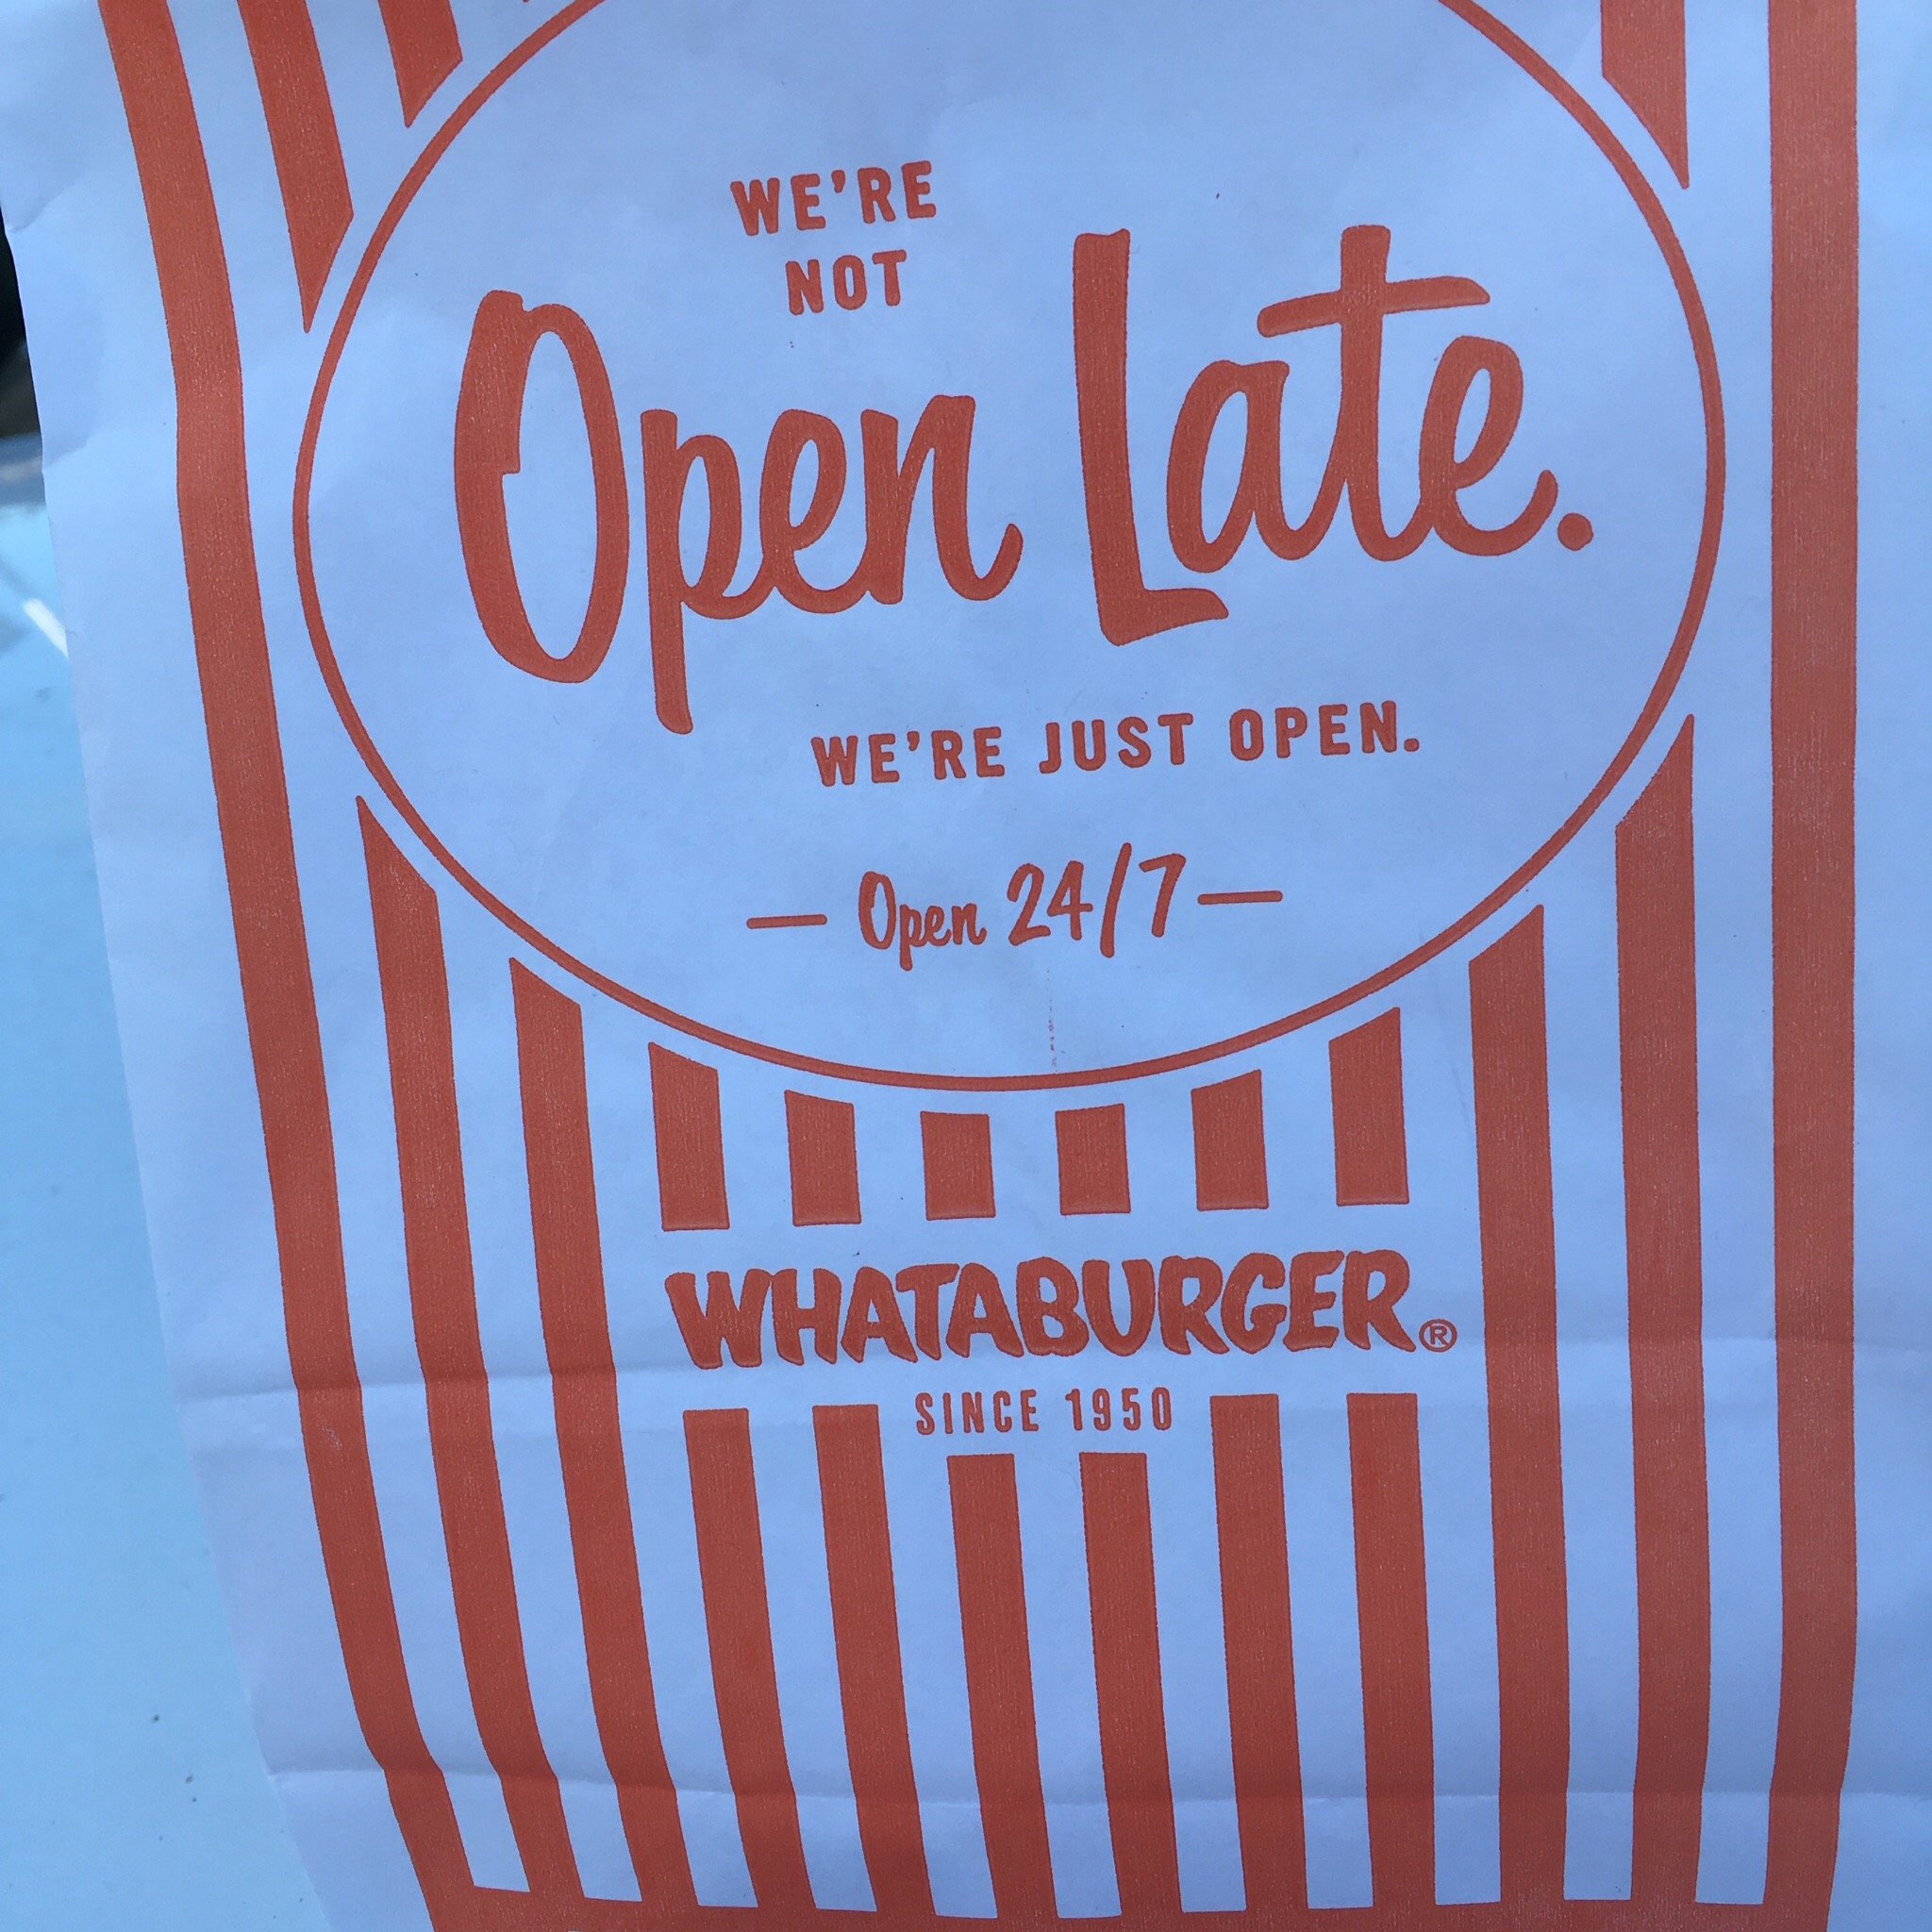 WE'RE
NOT
Open Late.
WE'RE JUST OPEN.
— Open 24/7 —
WHATABURGER®
SINCE 1950